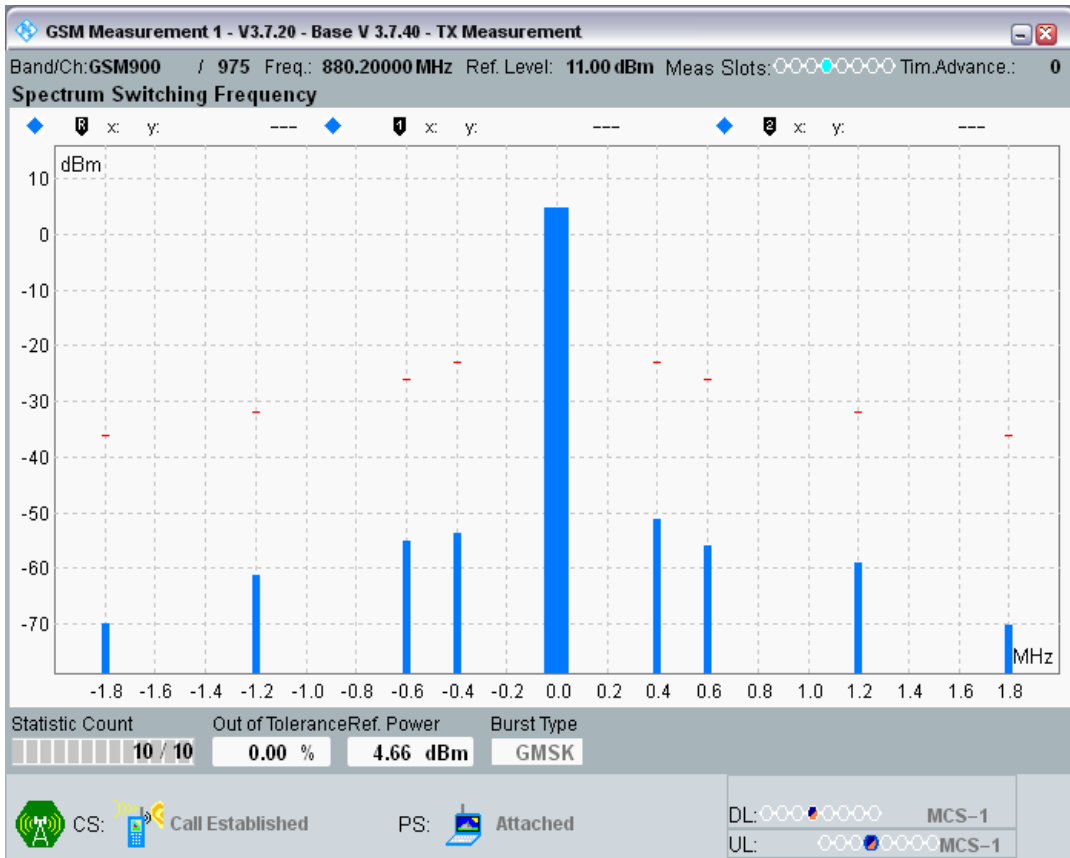 GSM Measurement 1 - V3.7.20 - Base V 3.7.40 - TX Measurement
Band/Ch:GSM900 / 975 Freq.: 880.20000 MHz Ref. Level: 11.00 dBm Meas Slots: Tim.Advance.: 0
Spectrum Switching Frequency
R x: y: --- 1 x: y: --- 2 x: y: ---
dBm
10
0
-10
-20
-30
-40
-50
-60
-70
MHz
-1.8 -1.6 -1.4 -1.2 -1.0 -0.8 -0.6 -0.4 -0.2 0.0 0.2 0.4 0.6 0.8 1.0 1.2 1.4 1.6 1.8
Statistic Count Out of Tolerance Ref. Power Burst Type
10 / 10 0.00 % 4.66 dBm GMSK
CS: Call Established PS: Attached DL: MCS-1
UL: MCS-1